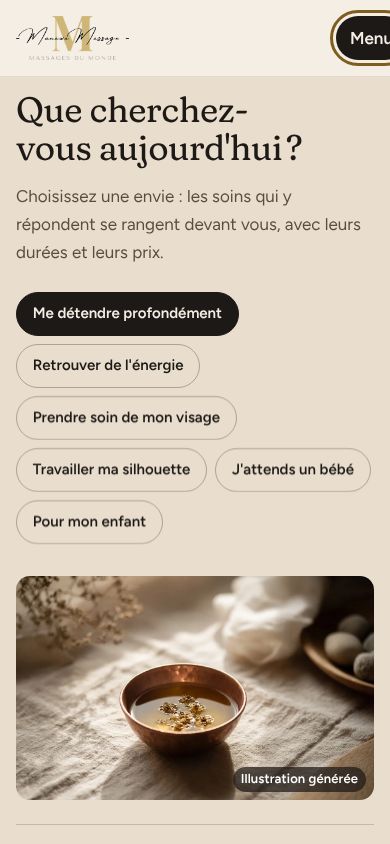 M
Manava Massage
MASSAGES DU MONDE
Menu
Que cherchez-
vous aujourd'hui ?
Choisissez une envie : les soins qui y
répondent se rangent devant vous, avec leurs
durées et leurs prix.
Me détendre profondément
Retrouver de l'énergie
Prendre soin de mon visage
Travailler ma silhouette
J'attends un bébé
Pour mon enfant
Illustration générée